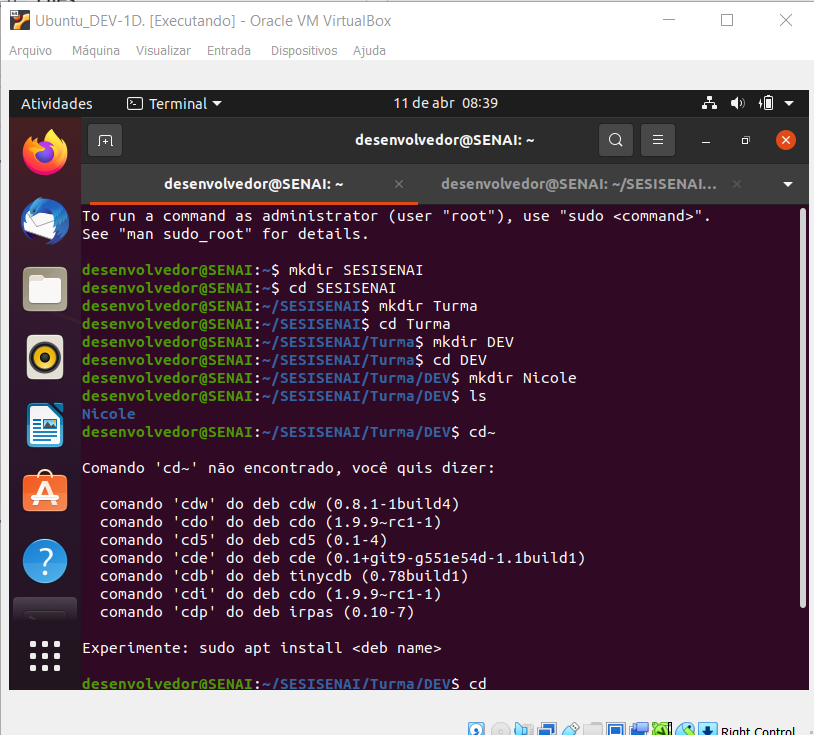 Ubuntu_DEV-1D. [Executando] - Oracle VM VirtualBox
Arquivo Máquina Visualizar Entrada Dispositivos Ajuda
Atividades Terminal 11 de abr 08:39
desenvolvedor@SENAI: ~
desenvolvedor@SENAI: ~ × desenvolvedor@SENAI: ~/SESISENAI... ×
To run a command as administrator (user "root"), use "sudo <command>".
See "man sudo_root" for details.
desenvolvedor@SENAI:~$ mkdir SESISENAI
desenvolvedor@SENAI:~$ cd SESISENAI
desenvolvedor@SENAI:~/SESISENAI$ mkdir Turma
desenvolvedor@SENAI:~/SESISENAI$ cd Turma
desenvolvedor@SENAI:~/SESISENAI/Turma$ mkdir DEV
desenvolvedor@SENAI:~/SESISENAI/Turma$ cd DEV
desenvolvedor@SENAI:~/SESISENAI/Turma/DEV$ mkdir Nicole
desenvolvedor@SENAI:~/SESISENAI/Turma/DEV$ ls
Nicole
desenvolvedor@SENAI:~/SESISENAI/Turma/DEV$ cd~
Comando 'cd~' não encontrado, você quis dizer:
comando 'cdw' do deb cdw (0.8.1-1build4)
comando 'cdo' do deb cdo (1.9.9~rc1-1)
comando 'cd5' do deb cd5 (0.1-4)
comando 'cde' do deb cde (0.1+git9-g551e54d-1.1build1)
comando 'cdb' do deb tinycdb (0.78build1)
comando 'cdi' do deb cdo (1.9.9~rc1-1)
comando 'cdp' do deb irpas (0.10-7)
Experimente: sudo apt install <deb name>
desenvolvedor@SENAI:~/SESISENAI/Turma/DEV$ cd
Right Control